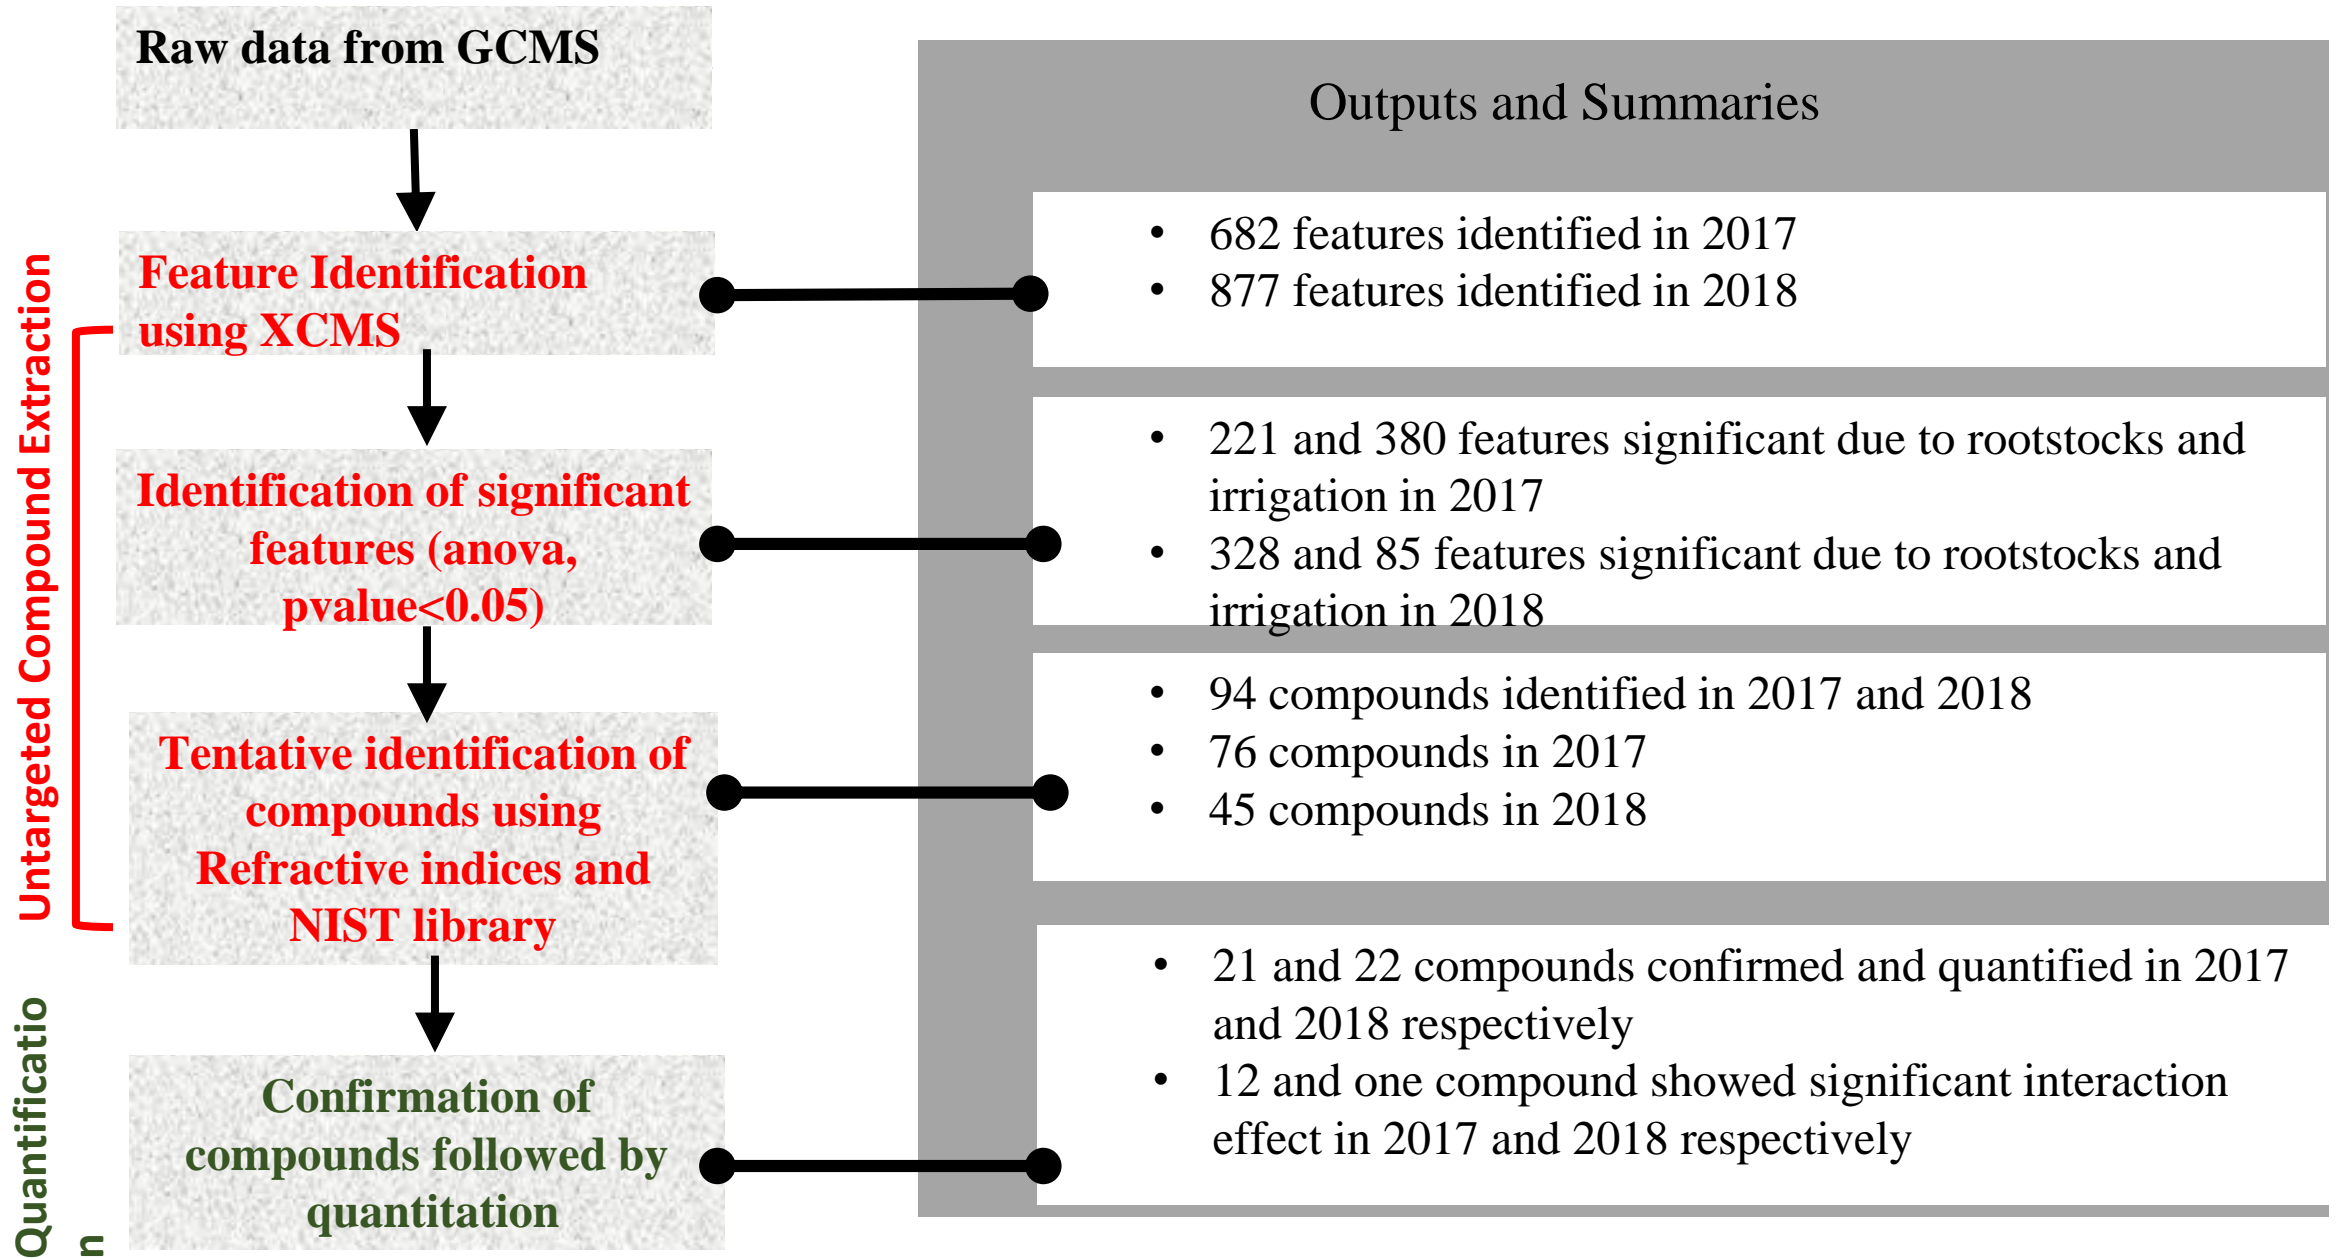 Raw data from GCMS
Untargeted Compound Extraction
Feature Identification
using XCMS
Identification of significant
features (anova,
pvalue<0.05)
Tentative identification of
compounds using
Refractive indices and
NIST library
Quantificatio
n
Confirmation of
compounds followed by
quantitation
Outputs and Summaries
• 682 features identified in 2017
• 877 features identified in 2018
• 221 and 380 features significant due to rootstocks and
irrigation in 2017
• 328 and 85 features significant due to rootstocks and
irrigation in 2018
• 94 compounds identified in 2017 and 2018
• 76 compounds in 2017
• 45 compounds in 2018
• 21 and 22 compounds confirmed and quantified in 2017
and 2018 respectively
• 12 and one compound showed significant interaction
effect in 2017 and 2018 respectively